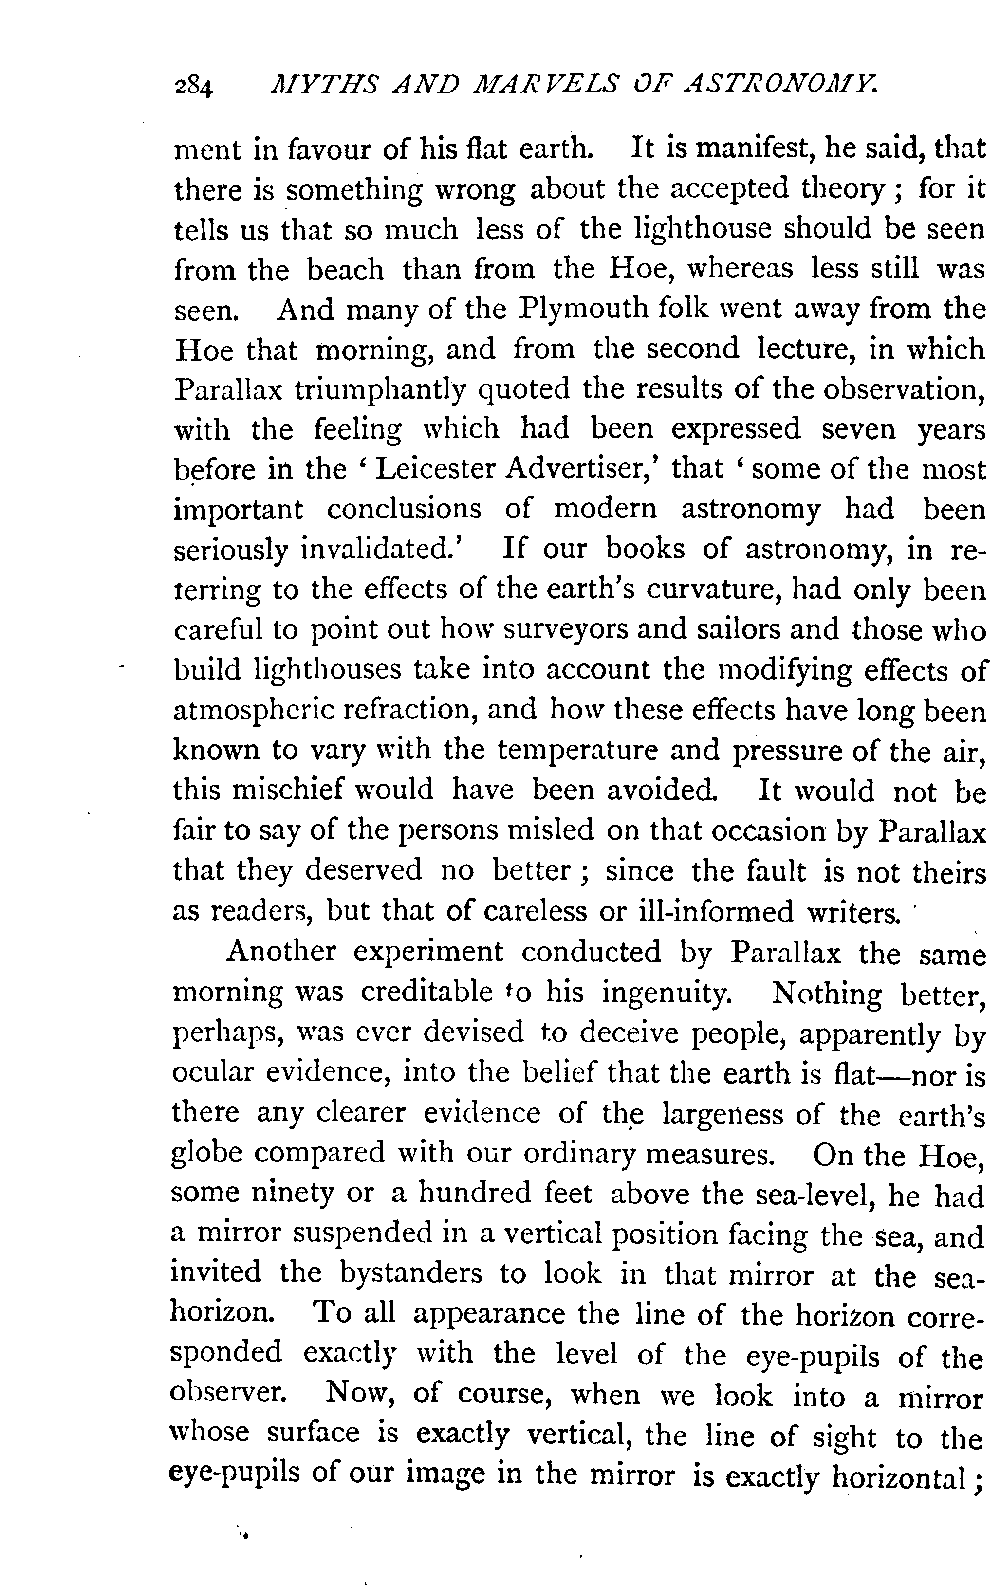 284 MYTHS AND MARVELS OF ASTRONOMY.
ment in favour of his flat earth. It is manifest, he said, that
there is something wrong about the accepted theory ; for it
tells us that so much less of the lighthouse should be seen
from the beach than from the Hoe, whereas less still was
seen. And many of the Plymouth folk went away from the
Hoe that morning, and from the second lecture, in which
Parallax triumphantly quoted the results of the observation,
with the feeling which had been expressed seven years
before in the ‘ Leicester Advertiser,’ that ‘ some of the most
important conclusions of modern astronomy had been
seriously invalidated.’ If our books of astronomy, in re-
ferring to the effects of the earth's curvature, had only been
careful to point out how surveyors and sailors and those who
build lighthouses take into account the modifying effects of
atmospheric refraction, and how these effects have long been
known to vary with the temperature and pressure of the air,
this mischief would have been avoided. It would not be
fair to say of the persons misled on that occasion by Parallax
that they deserved no better ; since the fault is not theirs
as readers, but that of careless or ill-informed writers.
Another experiment conducted by Parallax the same
morning was creditable to his ingenuity. Nothing better,
perhaps, was ever devised to deceive people, apparently by
ocular evidence, into the belief that the earth is flat—nor is
there any clearer evidence of the largeness of the earth's
globe compared with our ordinary measures. On the Hoe,
some ninety or a hundred feet above the sea-level, he had
a mirror suspended in a vertical position facing the sea, and
invited the bystanders to look in that mirror at the sea-
horizon. To all appearance the line of the horizon corre-
sponded exactly with the level of the eye-pupils of the
observer. Now, of course, when we look into a mirror
whose surface is exactly vertical, the line of sight to the
eye-pupils of our image in the mirror is exactly horizontal ;